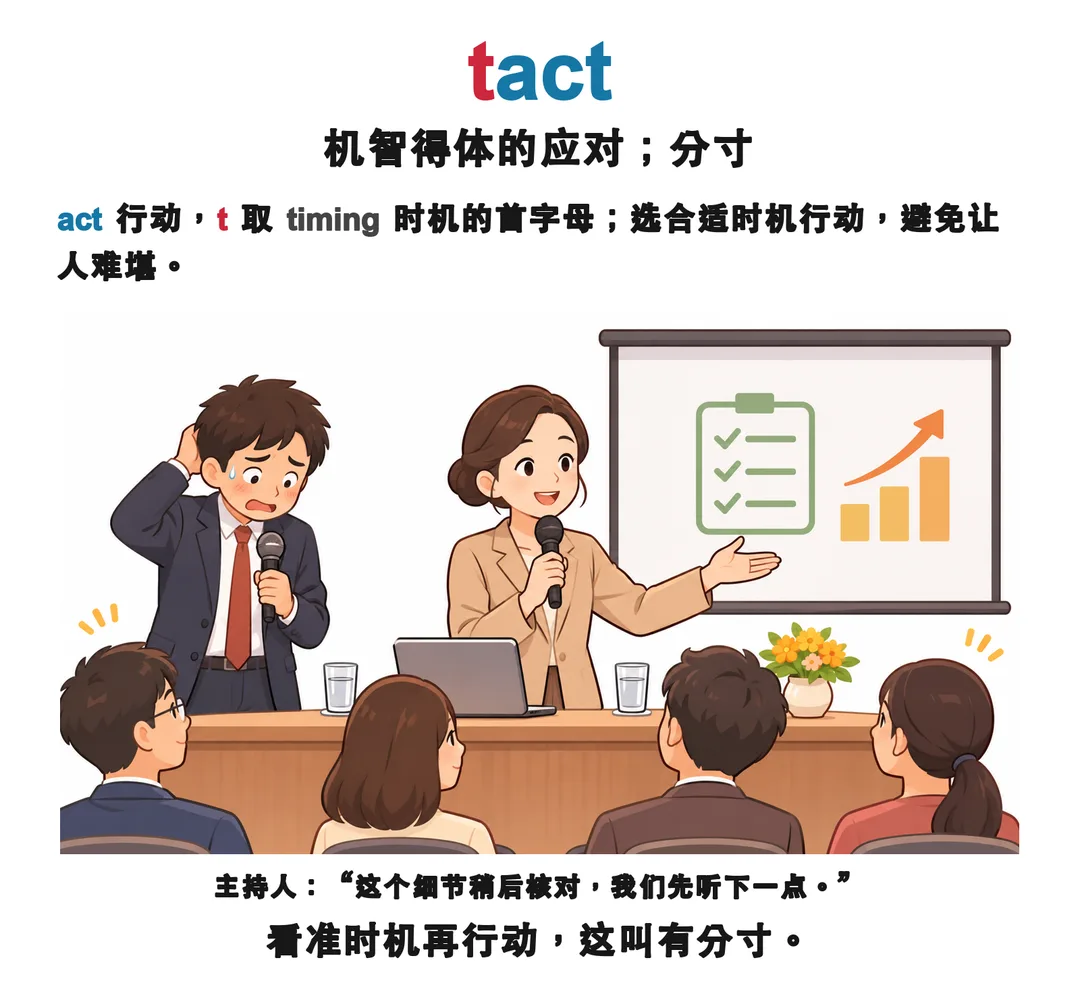 tact
机智得体的应对；分寸
act 行动，t 取 timing 时机的首字母；选合适时机行动，避免让
人难堪。
主持人：“这个细节稍后核对，我们先听下一点。”
看准时机再行动，这叫有分寸。